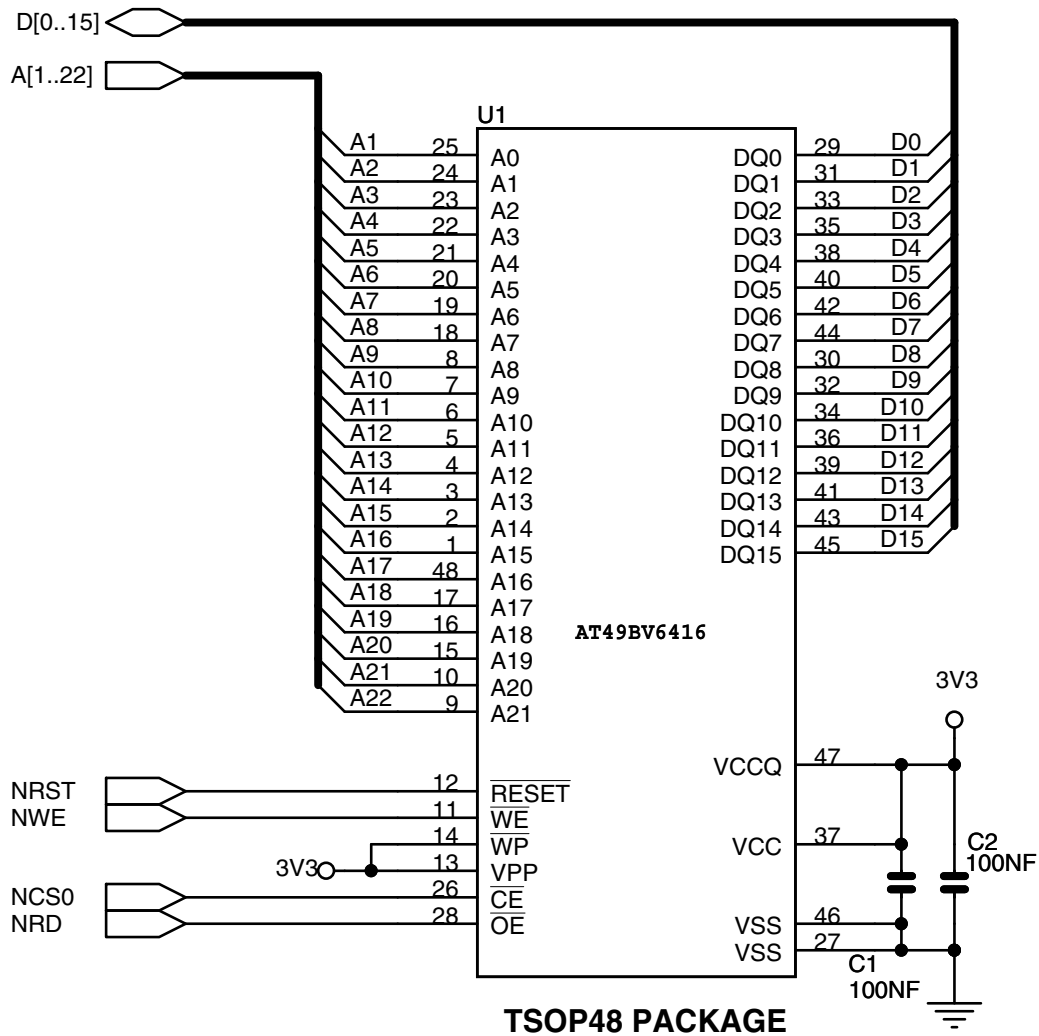 D[0..15]
A[1..22]
U1
A1 25 A0 DQ0 29 D0
A2 24 A1 DQ1 31 D1
A3 23 A2 DQ2 33 D2
A4 22 A3 DQ3 35 D3
A5 21 A4 DQ4 38 D4
A6 20 A5 DQ5 40 D5
A7 19 A6 DQ6 42 D6
A8 18 A7 DQ7 44 D7
A9 8 A8 DQ8 30 D8
A10 7 A9 DQ9 32 D9
A11 6 A10 DQ10 34 D10
A12 5 A11 DQ11 36 D11
A13 4 A12 DQ12 39 D12
A14 3 A13 DQ13 41 D13
A15 2 A14 DQ14 43 D14
A16 1 A15 DQ15 45 D15
A17 48 A16
A18 17 A17
A19 16 A18 AT49BV6416
A20 15 A19
A21 10 A20
A22 9 A21
3V3
VCCQ 47
NRST 12 RESET
NWE 11 WE
14 WP VCC 37 C2
3V3 13 VPP 100NF
NCS0 26 CE
NRD 28 OE VSS 46
VSS 27
C1
100NF
TSOP48 PACKAGE